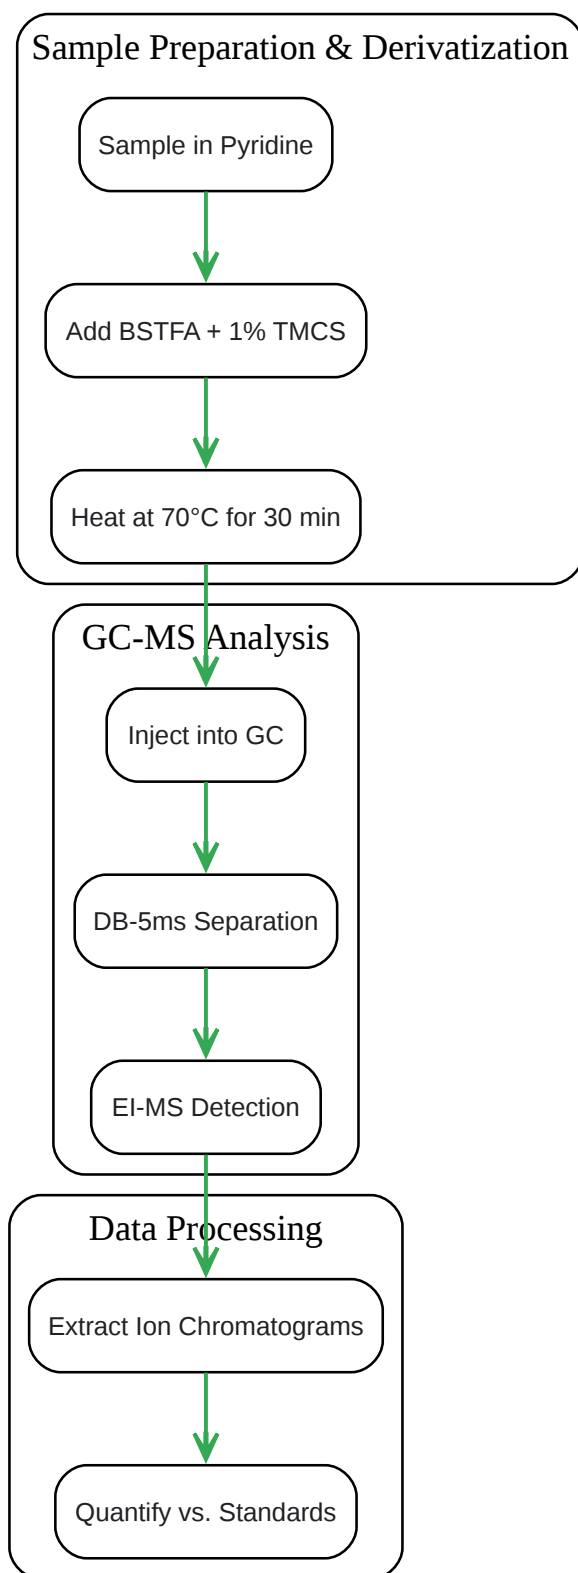 Sample Preparation & Derivatization
Sample in Pyridine
Add BSTFA + 1% TMCS
Heat at 70°C for 30 min
GC-MS Analysis
Inject into GC
DB-5ms Separation
EI-MS Detection
Data Processing
Extract Ion Chromatograms
Quantify vs. Standards